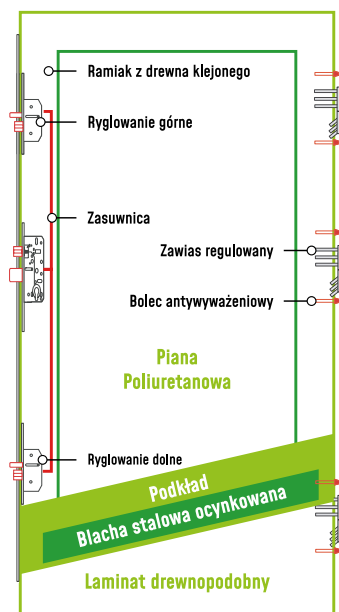 Ramiak z drewna klejonego
Ryglowanie górne
Zasuwnica
Zawias regulowany
Bolec antywyważeniowy
Piana
Poliuretanowa
Ryglowanie dolne
Podkład
Blacha stalowa ocynkowana
Laminat drewnopodobny